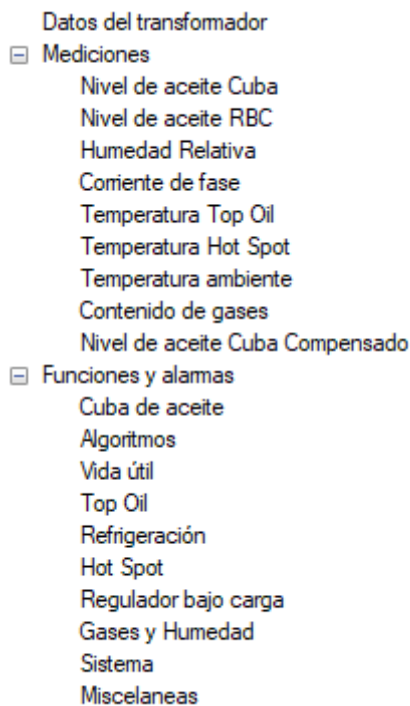 Datos del transformador
Mediciones
Nivel de aceite Cuba
Nivel de aceite RBC
Humedad Relativa
Corriente de fase
Temperatura Top Oil
Temperatura Hot Spot
Temperatura ambiente
Contenido de gases
Nivel de aceite Cuba Compensado
Funciones y alarmas
Cuba de aceite
Algoritmos
Vida útil
Top Oil
Refrigeración
Hot Spot
Regulador bajo carga
Gases y Humedad
Sistema
Miscelaneas